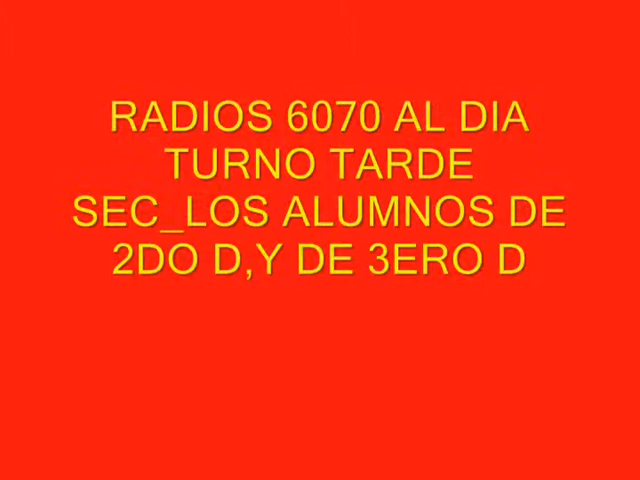 RADIOS 6070 AL DIA
TURNO TARDE
SEC_LOS ALUMNOS DE
2DO D,Y DE 3ERO D